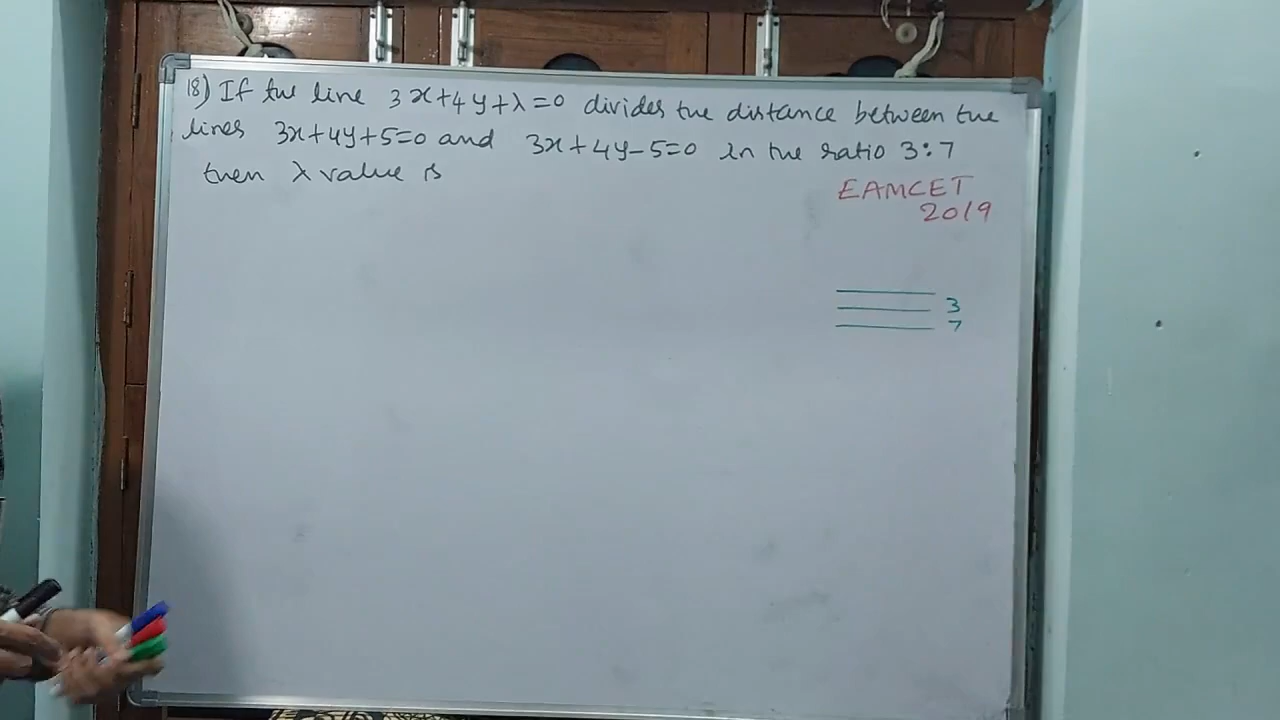 18) If the line 3x+4y+λ=0 divides the distance between the
lines 3x+4y+5=0 and 3x+4y-5=0 in the ratio 3:7
then λ value is
EAMCET
2019
3
7